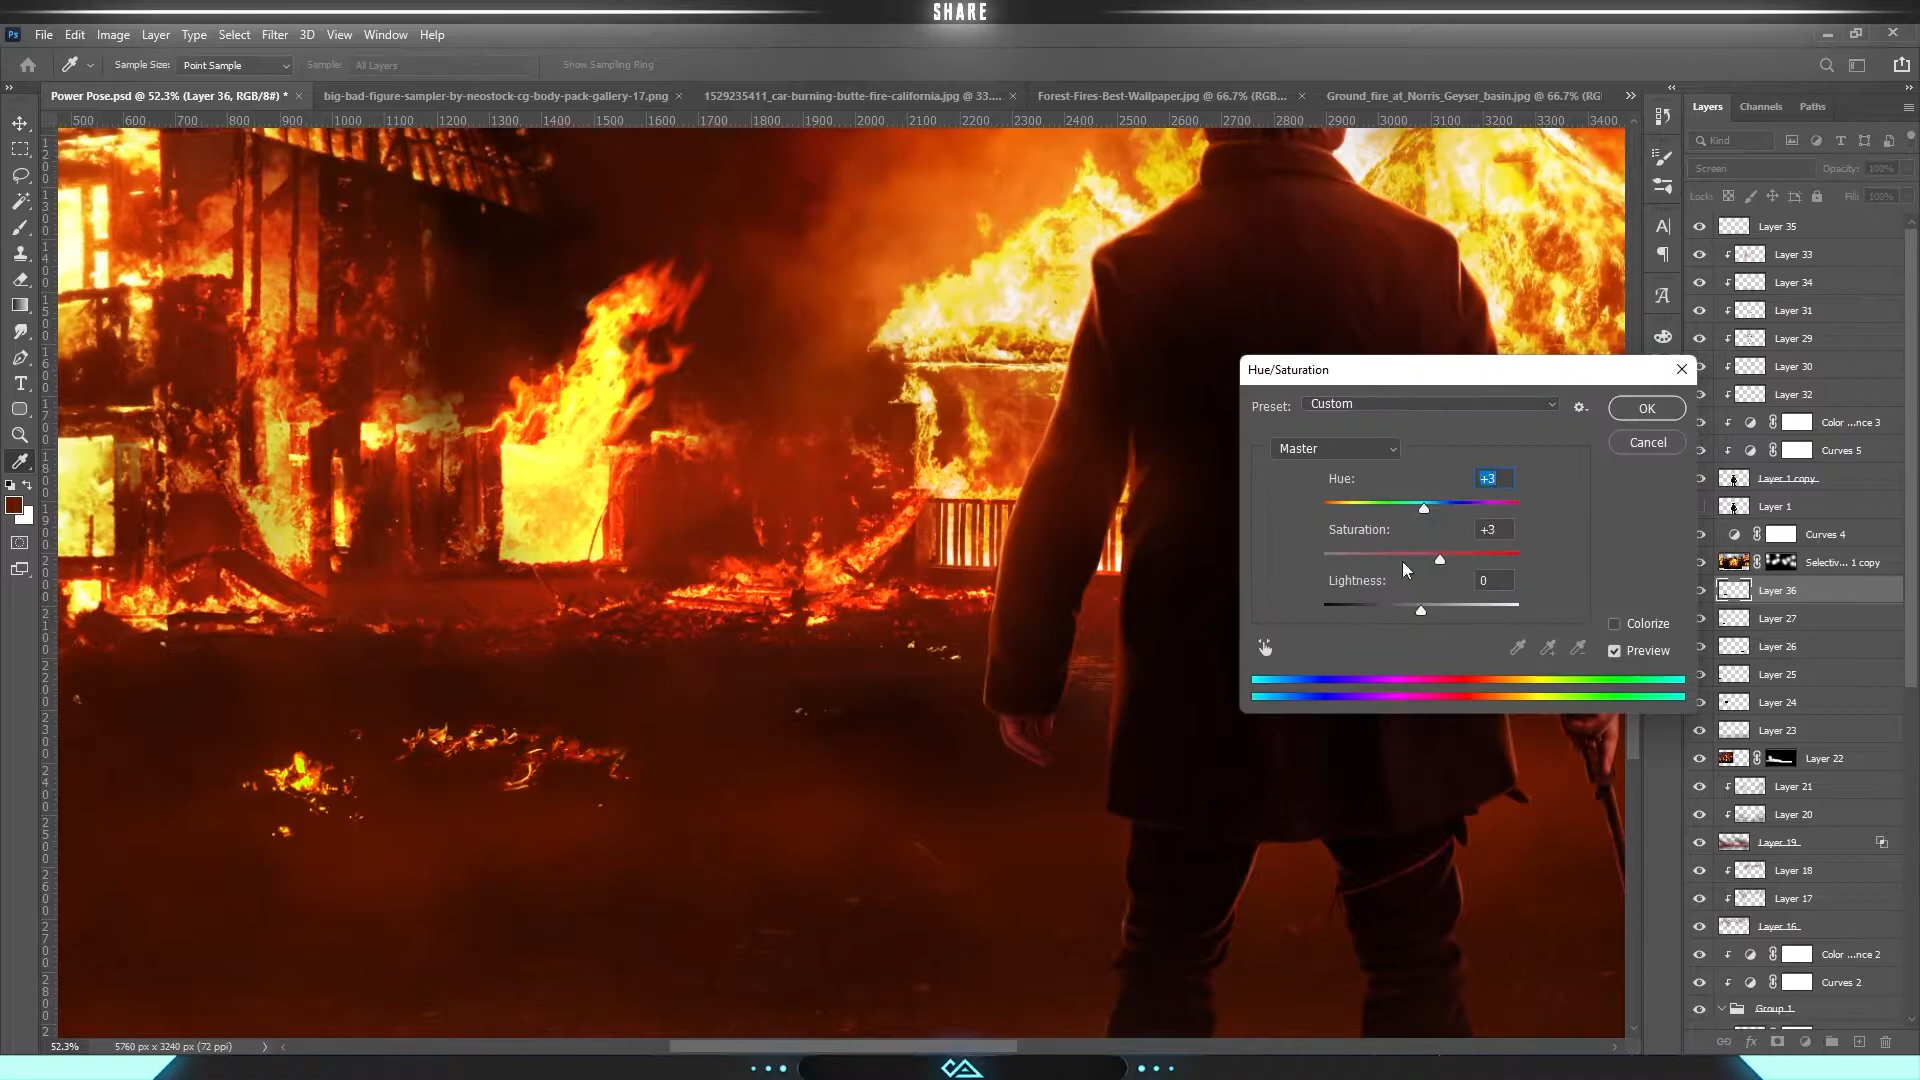 SHARE
Ps File Edit Image Layer Type Select Filter 3D View Window Help
Sample Size: Point Sample Sample: All Layers Show Sampling Ring
Power Pose.psd @ 52.3% (Layer 36, RGB/8#) * × big-bad-figure-sampler-by-neostock-cg-body-pack-gallery-17.png × 1529235411_car-burning-butte-fire-california.jpg @ 33.... × Forest-Fires-Best-Wallpaper.jpg @ 66.7% (RGB... × Ground_fire_at_Norris_Geyser_basin.jpg @ 66.7% (RG
500 600 700 800 900 1000 1100 1200 1300 1400 1500 1600 1700 1800 1900 2000 2100 2200 2300 2400 2500 2600 2700 2800 2900 3000 3100 3200 3300 3400
Layers Channels Paths
Kind
Screen Opacity: 100%
Lock: Fill: 100%
Layer 35
Layer 33
Layer 34
Layer 31
Layer 29
Layer 30
Layer 32
Color ...nce 3
Curves 5
Layer 1 copy
Layer 1
Curves 4
Selectiv... 1 copy
Layer 36
Layer 27
Layer 26
Layer 25
Layer 24
Layer 23
Layer 22
Layer 21
Layer 20
Layer 19
Layer 18
Layer 17
Layer 16
Color ...nce 2
Curves 2
Group 1
Hue/Saturation
Preset: Custom
OK
Cancel
Master
Hue: +3
Saturation: +3
Lightness: 0
Colorize
Preview
52.3% 5760 px x 3240 px (72 ppi)